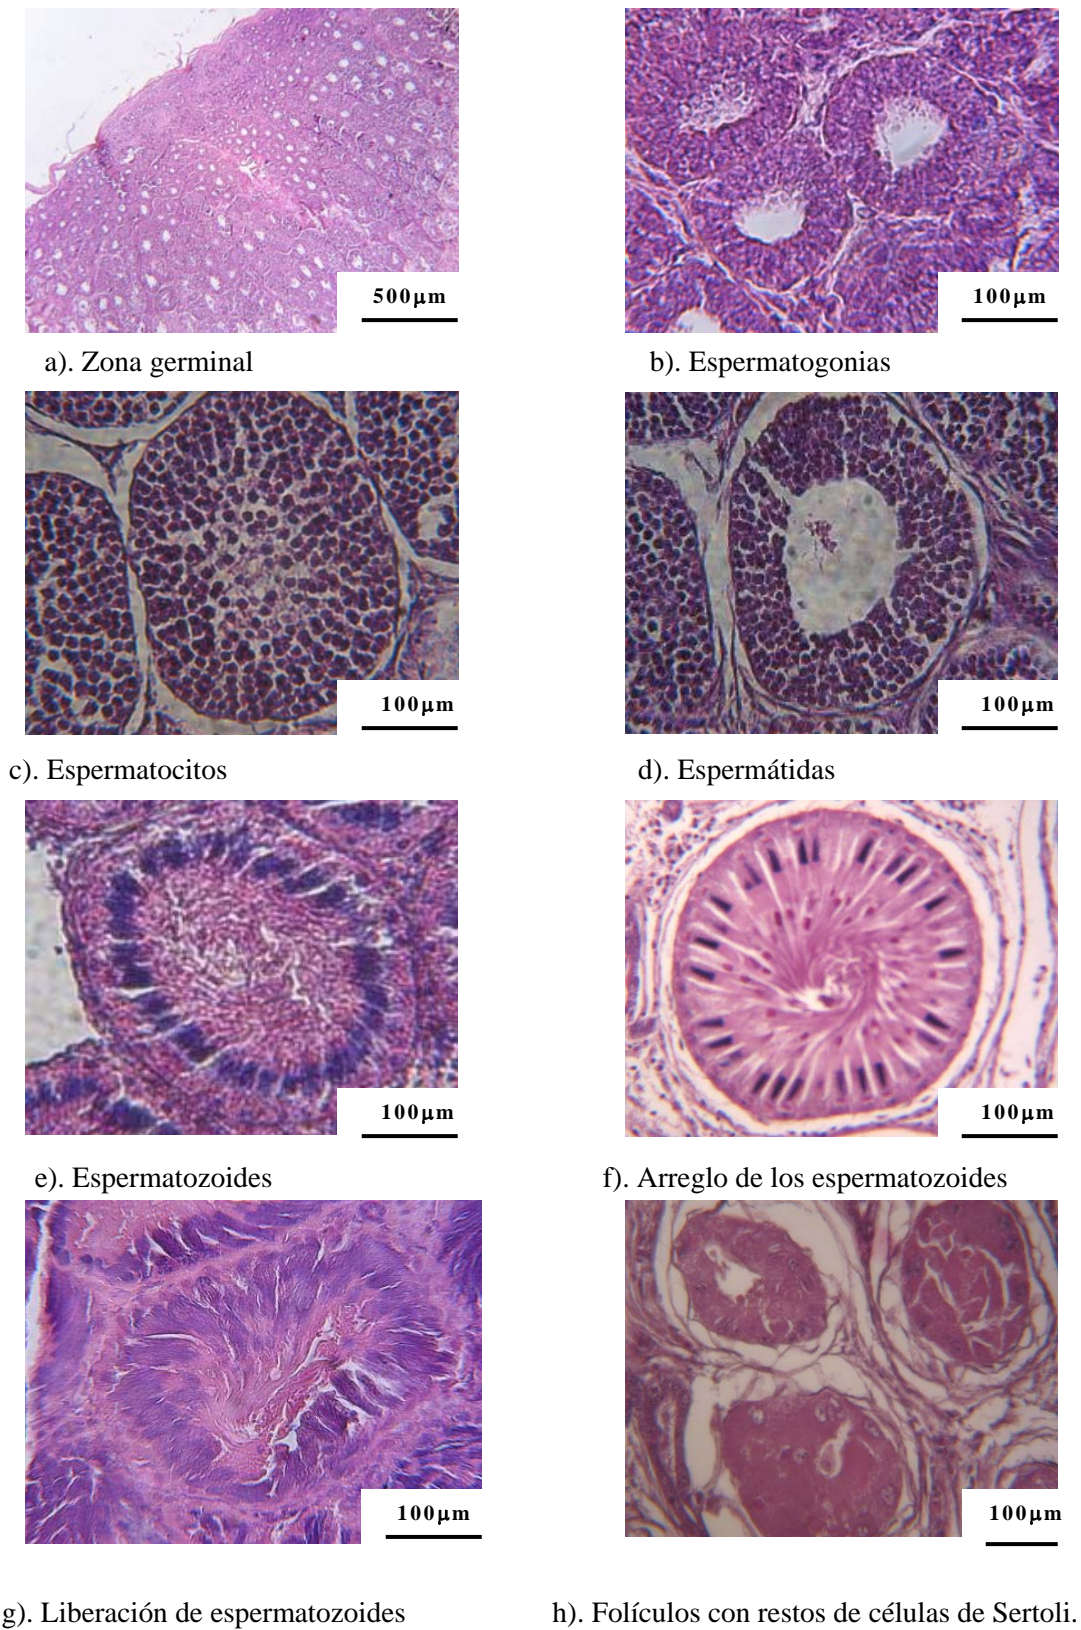 500μm
100μm
a). Zona germinal
b). Espermatogonias
100μm
100μm
c). Espermatocitos
d). Espermátidas
100μm
100μm
e). Espermatozoides
f). Arreglo de los espermatozoides
100μm
100μm
g). Liberación de espermatozoides
h). Folículos con restos de células de Sertoli.